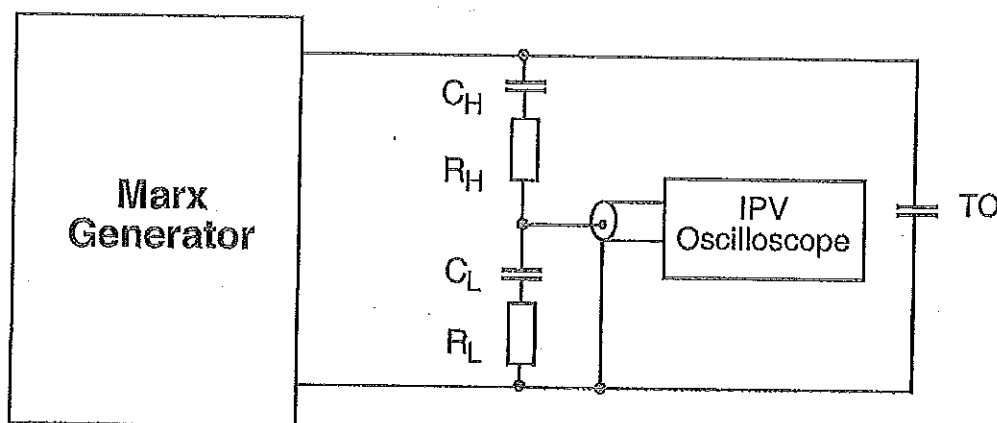 Marx
Generator
C_H
R_H
C_L
R_L
IPV
Oscilloscope
TO